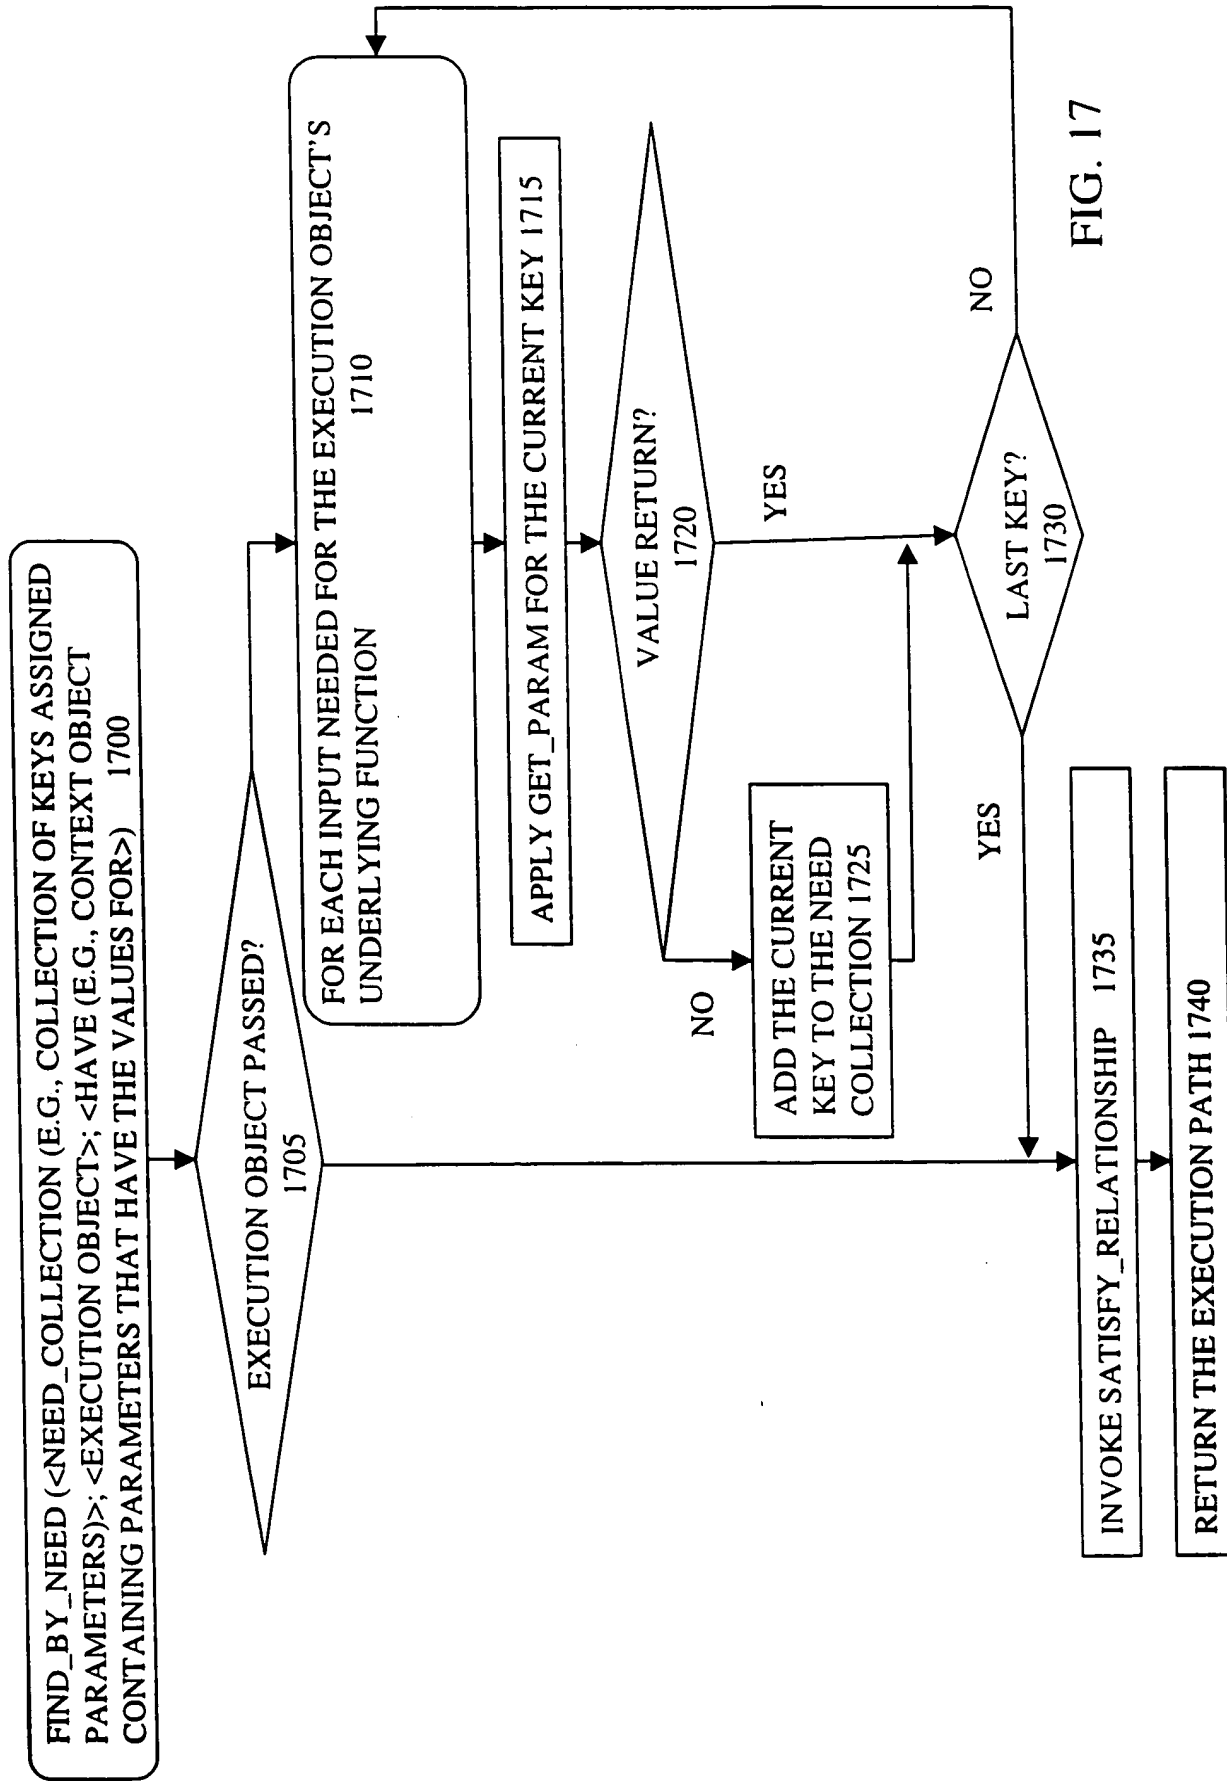 FIND_BY_NEED (<NEED_COLLECTION (E.G., COLLECTION OF KEYS ASSIGNED
PARAMETERS)>; <EXECUTION OBJECT>; <HAVE (E.G., CONTEXT OBJECT
CONTAINING PARAMETERS THAT HAVE THE VALUES FOR>) 1700
EXECUTION OBJECT PASSED?
1705
FOR EACH INPUT NEEDED FOR THE EXECUTION OBJECT'S
UNDERLYING FUNCTION 1710
APPLY GET_PARAM FOR THE CURRENT KEY 1715
VALUE RETURN?
1720
NO
YES
ADD THE CURRENT
KEY TO THE NEED
COLLECTION 1725
LAST KEY?
1730
YES
NO
INVOKE SATISFY_RELATIONSHIP 1735
RETURN THE EXECUTION PATH 1740
FIG. 17